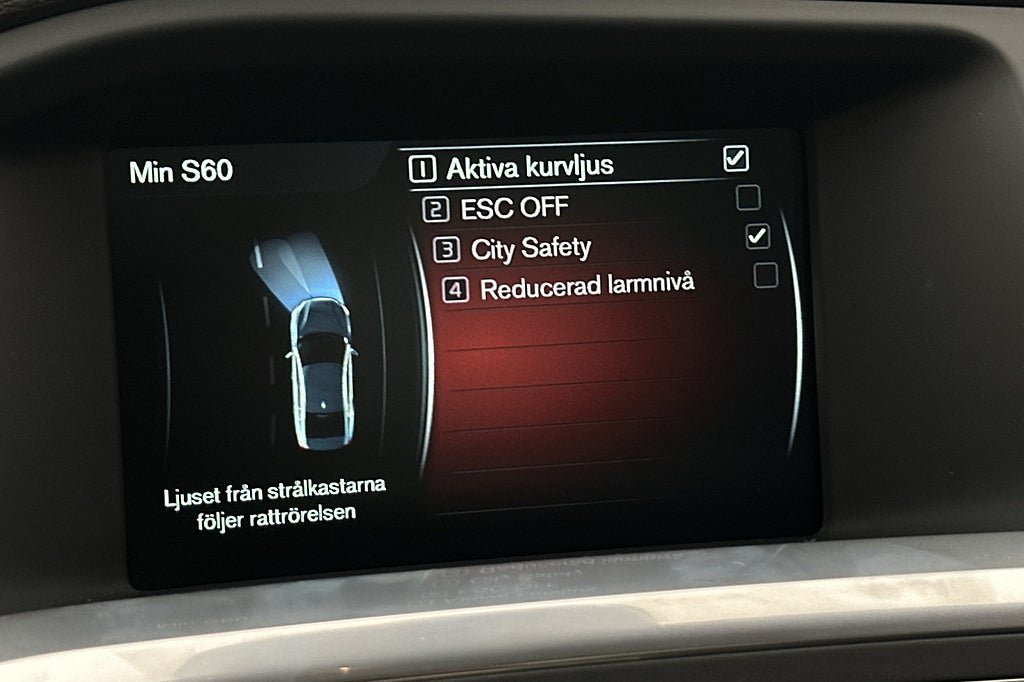 Min S60
1 Aktiva kurvljus
2 ESC OFF
3 City Safety
4 Reducerad larmnivå
Ljuset från strålkastarna
följer rattrörelsen